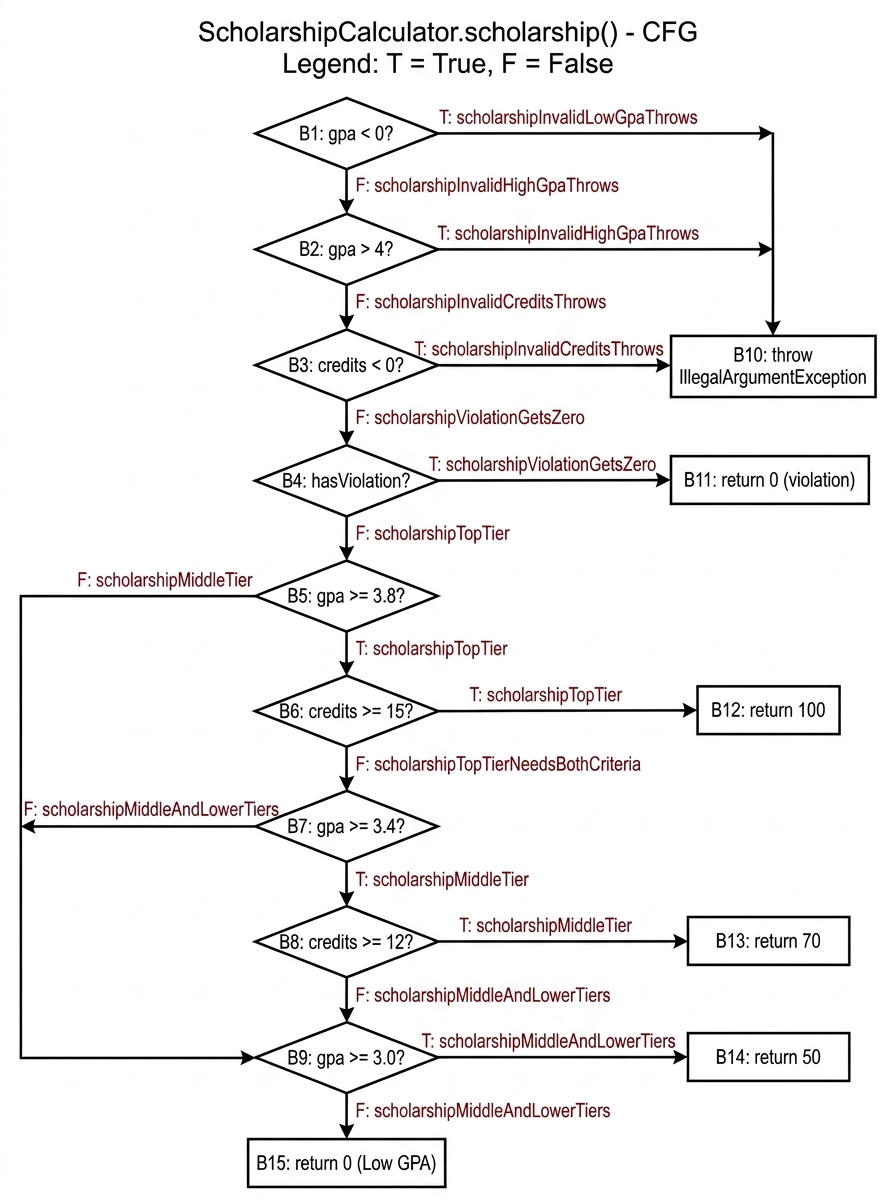 ScholarshipCalculator.scholarship() - CFG
Legend: T = True, F = False
B1: gpa < 0?
T: scholarshipInvalidLowGpaThrows
F: scholarshipInvalidHighGpaThrows
B2: gpa > 4?
T: scholarshipInvalidHighGpaThrows
F: scholarshipInvalidCreditsThrows
B3: credits < 0?
T: scholarshipInvalidCreditsThrows
B10: throw
IllegalArgumentException
F: scholarshipViolationGetsZero
B4: hasViolation?
T: scholarshipViolationGetsZero
B11: return 0 (violation)
F: scholarshipTopTier
F: scholarshipMiddleTier
B5: gpa >= 3.8?
T: scholarshipTopTier
B6: credits >= 15?
T: scholarshipTopTier
B12: return 100
F: scholarshipTopTierNeedsBothCriteria
F: scholarshipMiddleAndLowerTiers
B7: gpa >= 3.4?
T: scholarshipMiddleTier
B8: credits >= 12?
T: scholarshipMiddleTier
B13: return 70
F: scholarshipMiddleAndLowerTiers
B9: gpa >= 3.0?
T: scholarshipMiddleAndLowerTiers
B14: return 50
F: scholarshipMiddleAndLowerTiers
B15: return 0 (Low GPA)